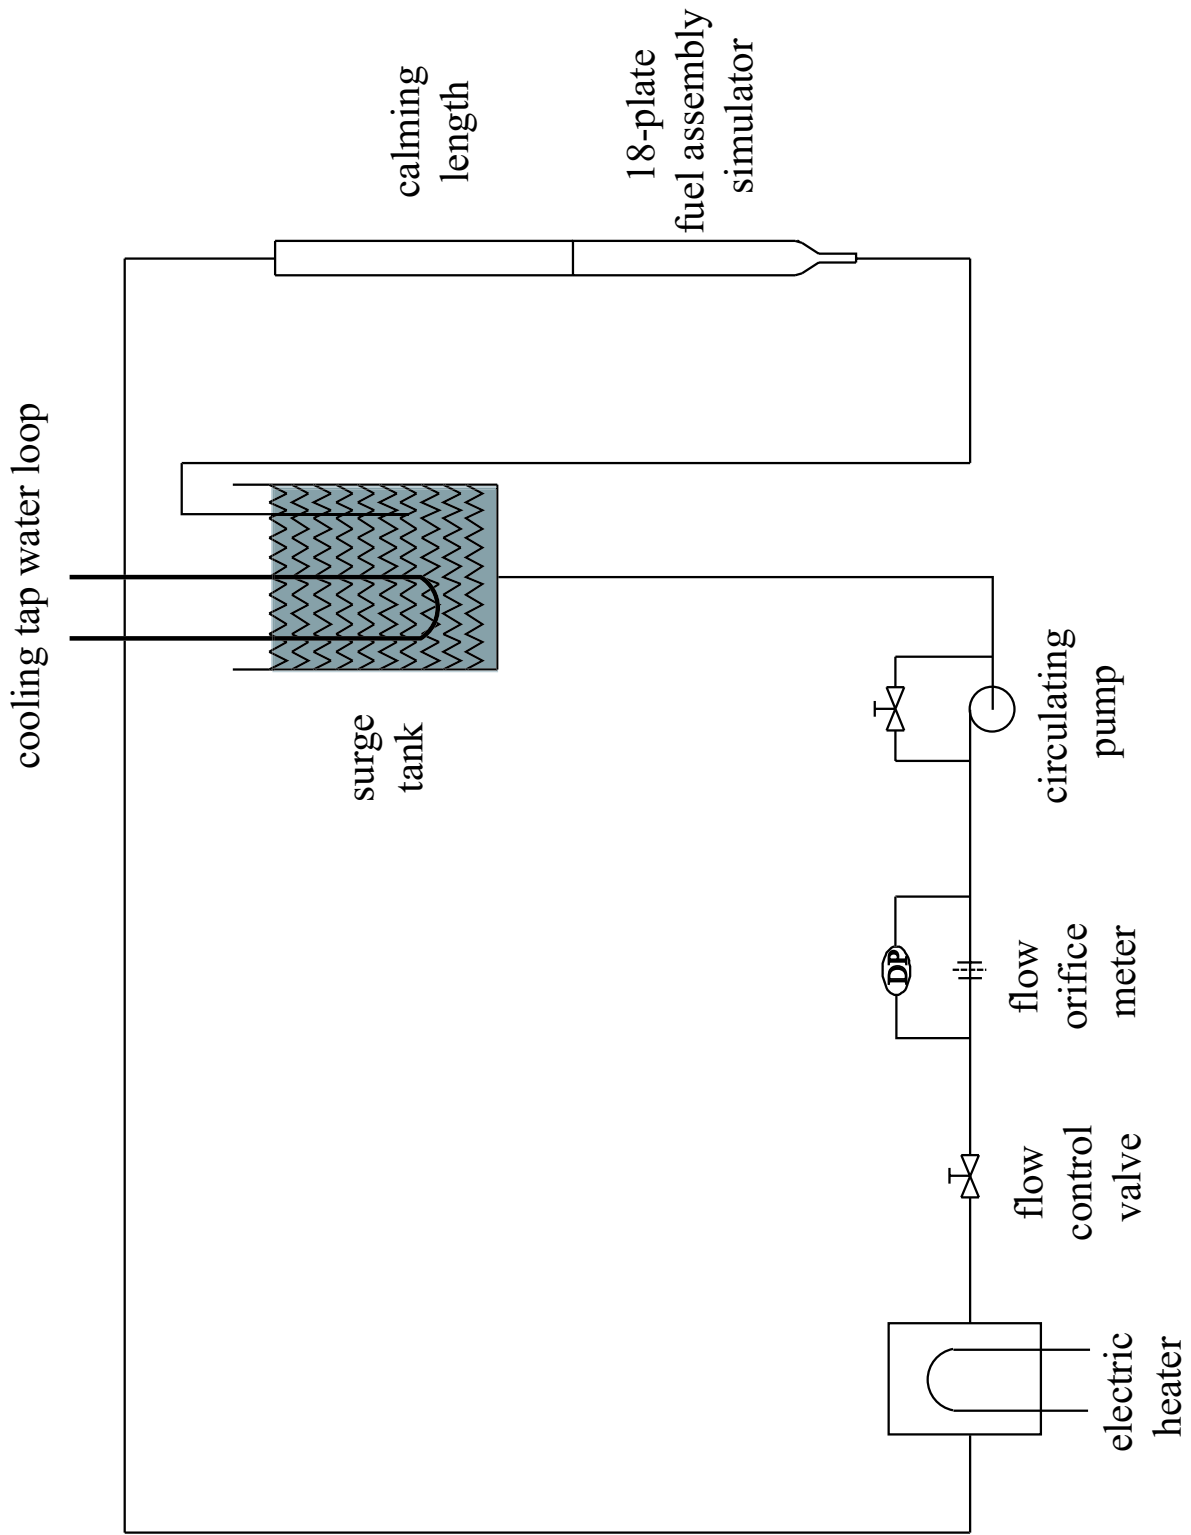 cooling tap water loop
calming
length
18-plate
fuel assembly
simulator
surge
tank
circulating
pump
DP
flow
orifice
meter
flow
control
valve
electric
heater